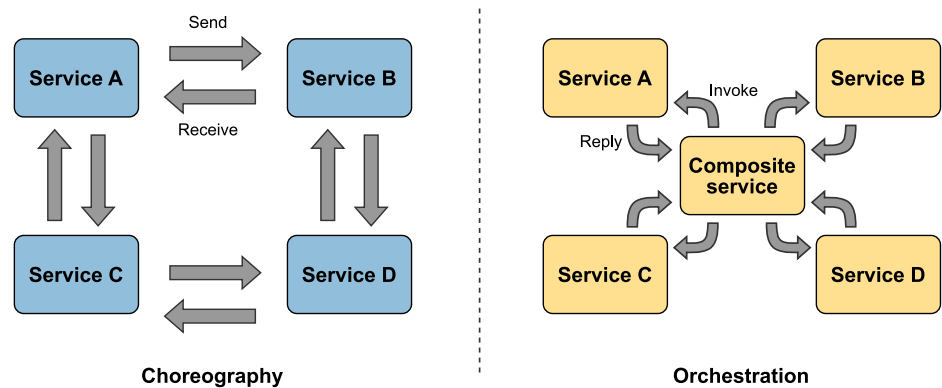 Send
Service A
Service B
Receive
Service C
Service D
Choreography
Service A
Service B
Invoke
Reply
Composite
service
Service C
Service D
Orchestration